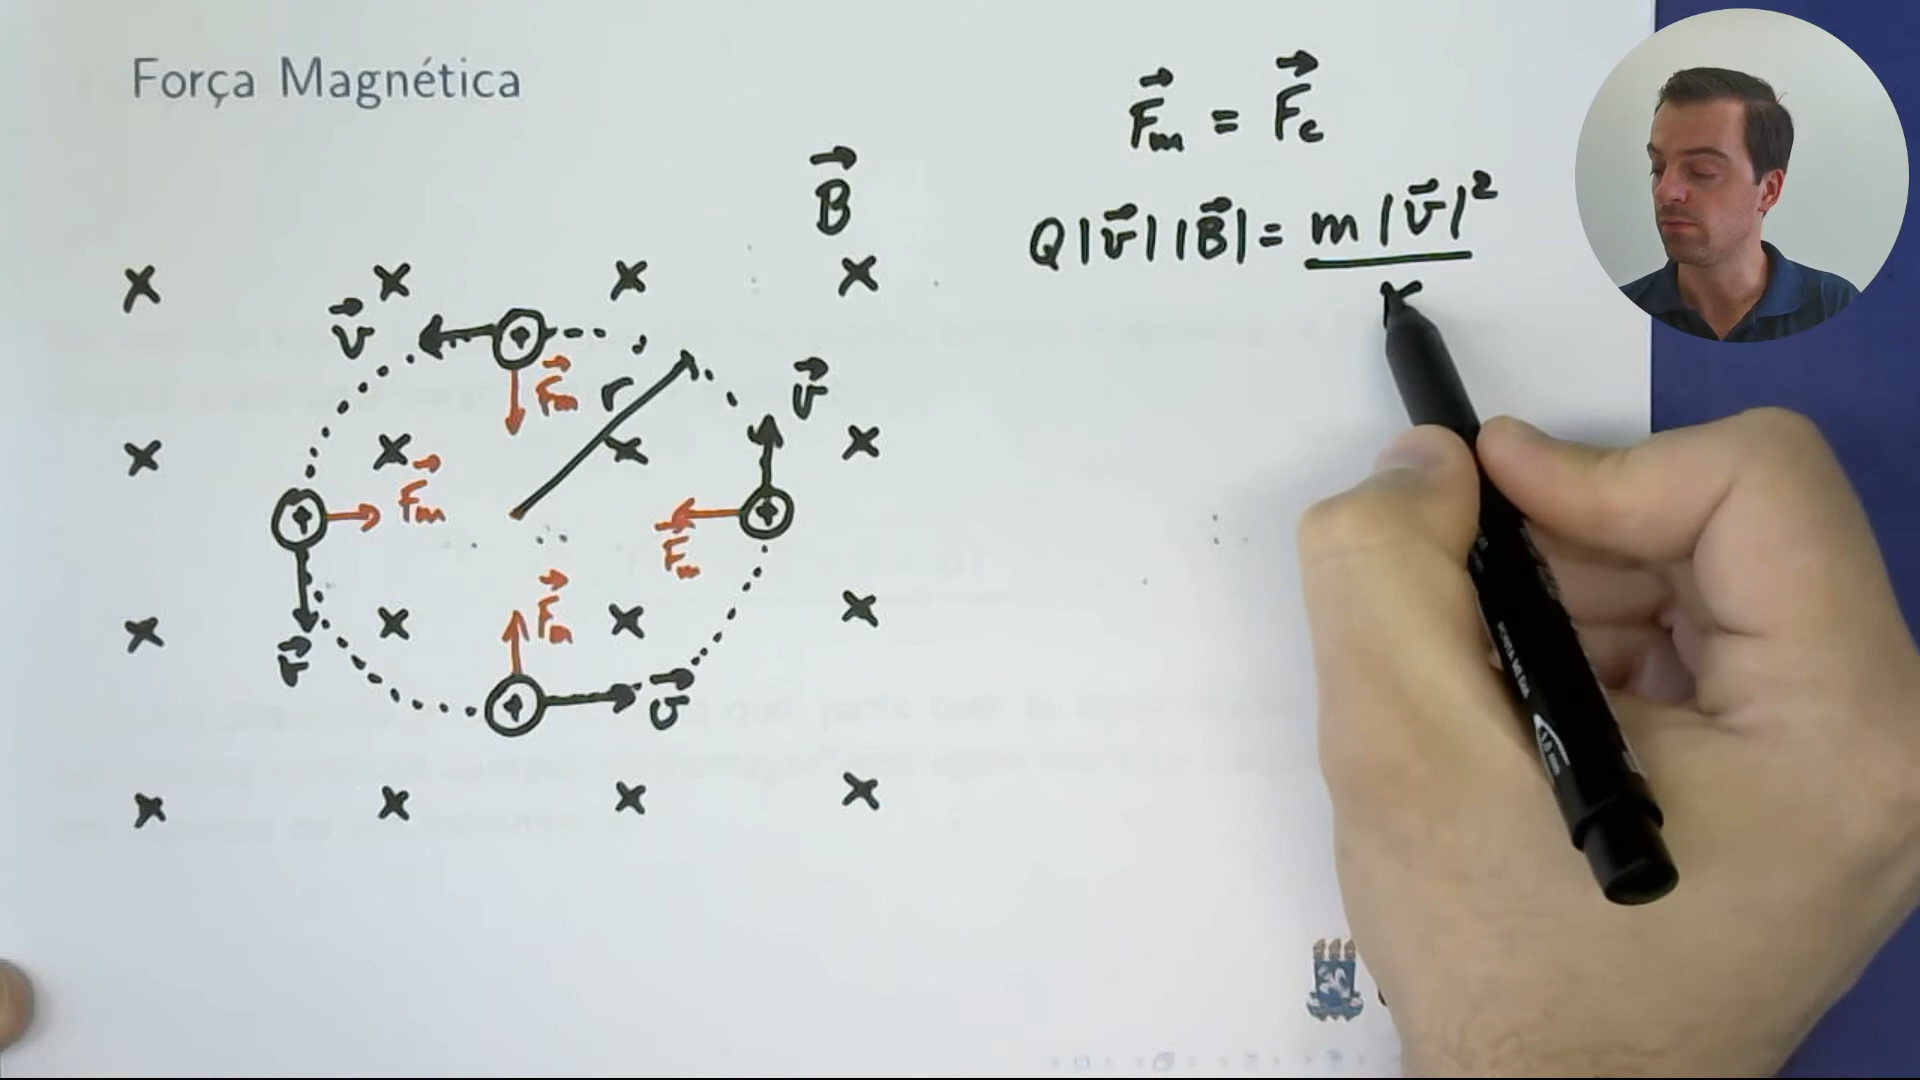 Força Magnética
F⃗m = F⃗c
Q|v⃗||B⃗| = m|v⃗|²
r
B⃗
× × × ×
v⃗
F⃗m
r
v⃗
× × × ×
F⃗m
F⃗m
× × × ×
F⃗m
v⃗
v⃗
× × × ×